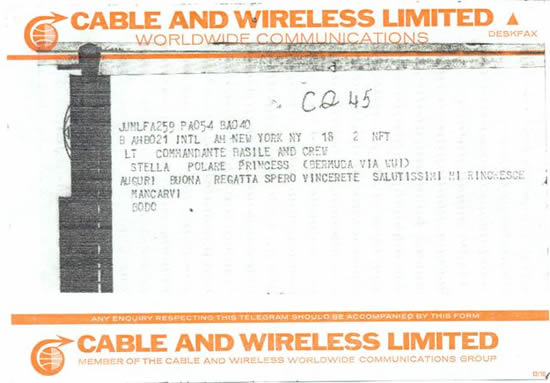 CABLE AND WIRELESS LIMITED
WORLDWIDE COMMUNICATIONS
DESKFAX
CQ 45
JUNLFA259 PA054 BA040
B AHB021 INTL AH NEW YORK NY 18 2 NFT
LT COMMANDANTE BASILE AND CREW
STELLA POLARE PRINCESS (BERMUDA VIA WUI)
AUGURI BUONA REGATTA SPERO VINCERETE SALUTISSIMI MI RINCRESCE
MANCARVI
BODO
ANY ENQUIRY RESPECTING THIS TELEGRAM SHOULD BE ACCOMPANIED BY THIS FORM
CABLE AND WIRELESS LIMITED
MEMBER OF THE CABLE AND WIRELESS WORLDWIDE COMMUNICATIONS GROUP